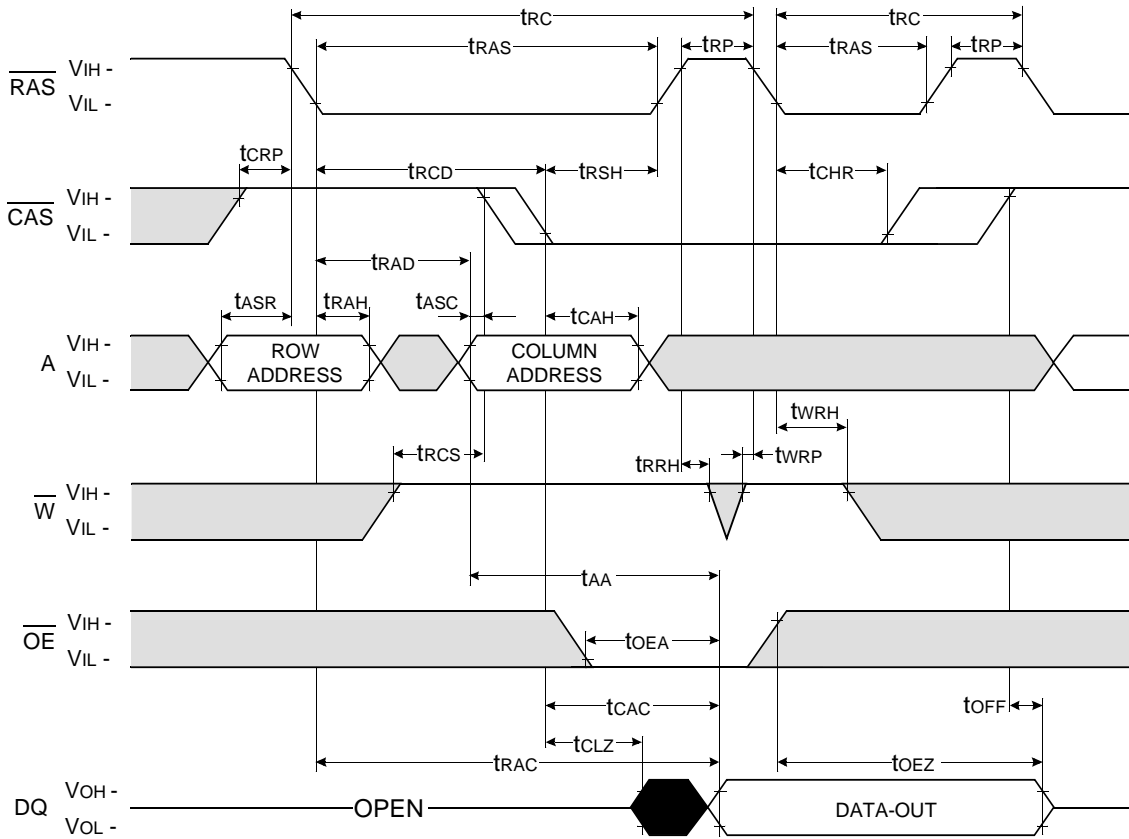 tRC tRC
tRAS tRP tRAS tRP
RAS VIH -
VIL -
tCRP tRCD tRSH tCHR
CAS VIH -
VIL -
tRAD
tASR tRAH tASC tCAH
A VIH -
VIL -
ROW ADDRESS
COLUMN ADDRESS
tWRH
tRCS tRRH tWRP
W VIH -
VIL -
tAA
OE VIH -
VIL -
tOEA
tCAC tOFF
tCLZ
tRAC tOEZ
DQ VOH -
VOL -
OPEN DATA-OUT